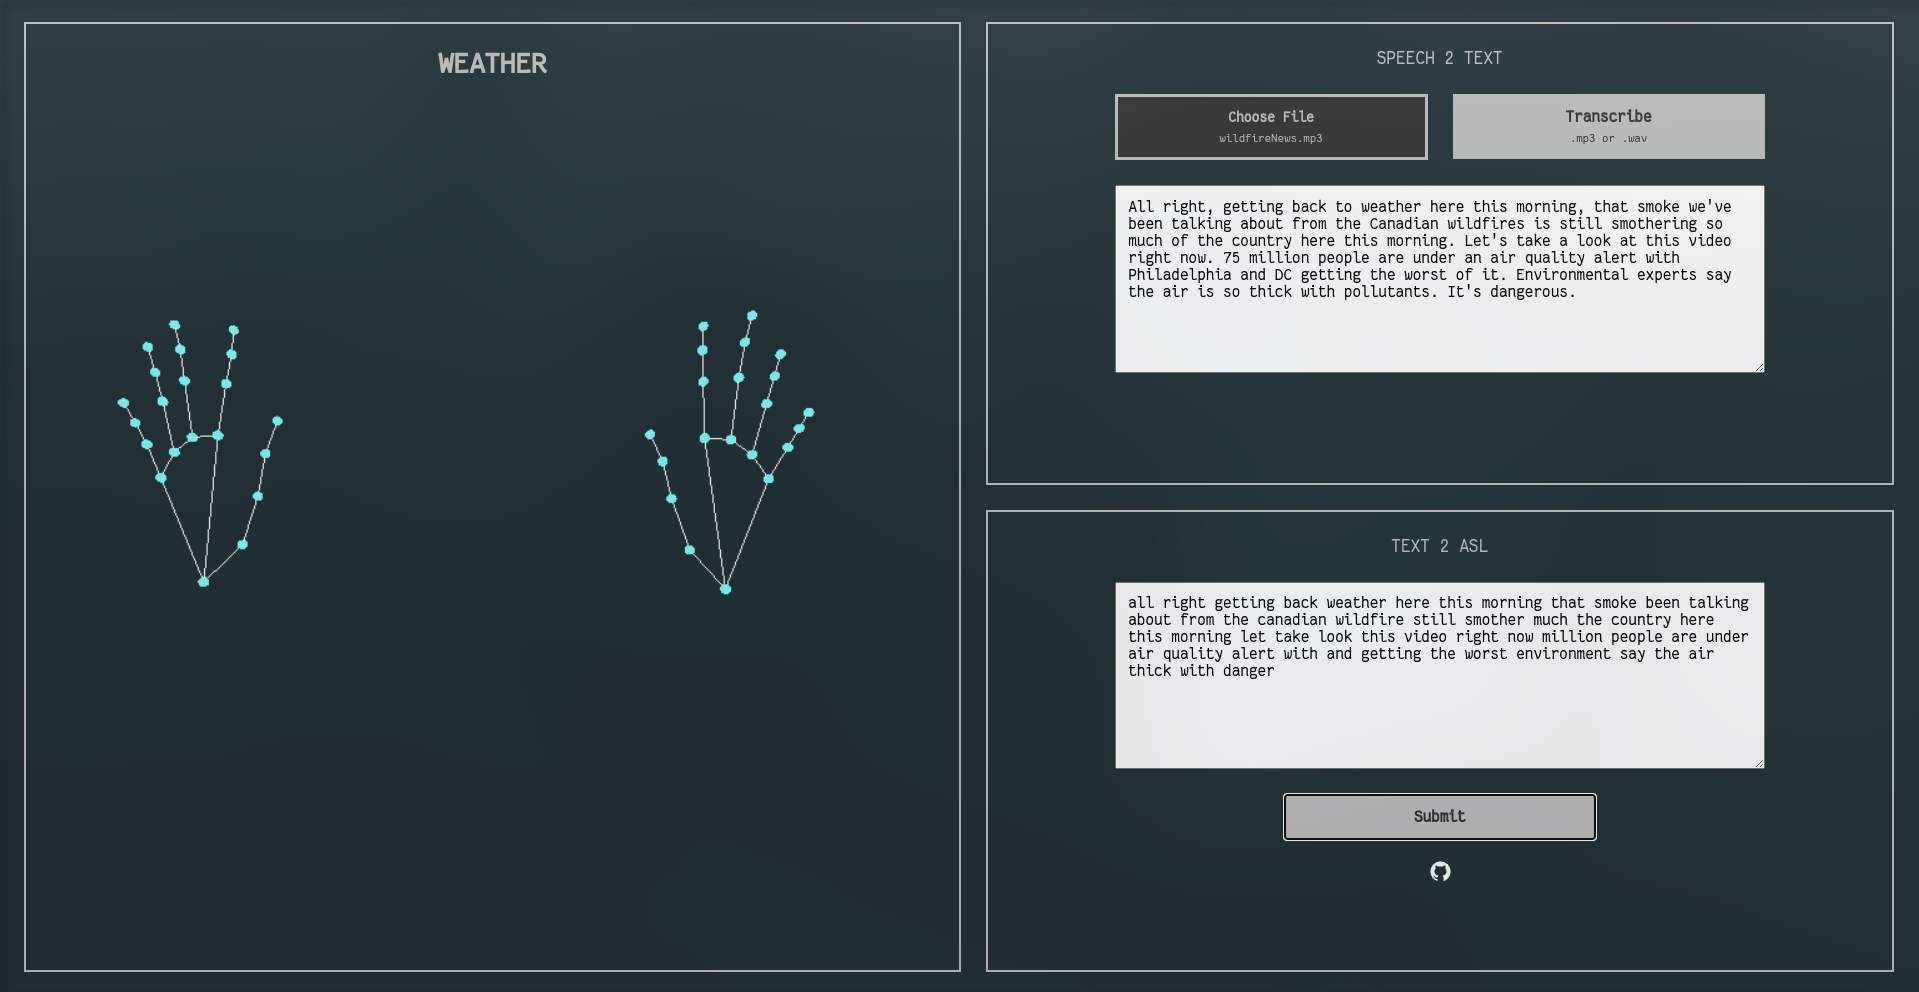 WEATHER
SPEECH 2 TEXT
Choose File
wildfireNews.mp3
Transcribe
.mp3 or .wav
All right, getting back to weather here this morning, that smoke we've
been talking about from the Canadian wildfires is still smothering so
much of the country here this morning. Let's take a look at this video
right now. 75 million people are under an air quality alert with
Philadelphia and DC getting the worst of it. Environmental experts say
the air is so thick with pollutants. It's dangerous.
TEXT 2 ASL
all right getting back weather here this morning that smoke been talking
about from the canadian wildfire still smother much the country here
this morning let take look this video right now million people are under
air quality alert with and getting the worst environment say the air
thick with danger
Submit